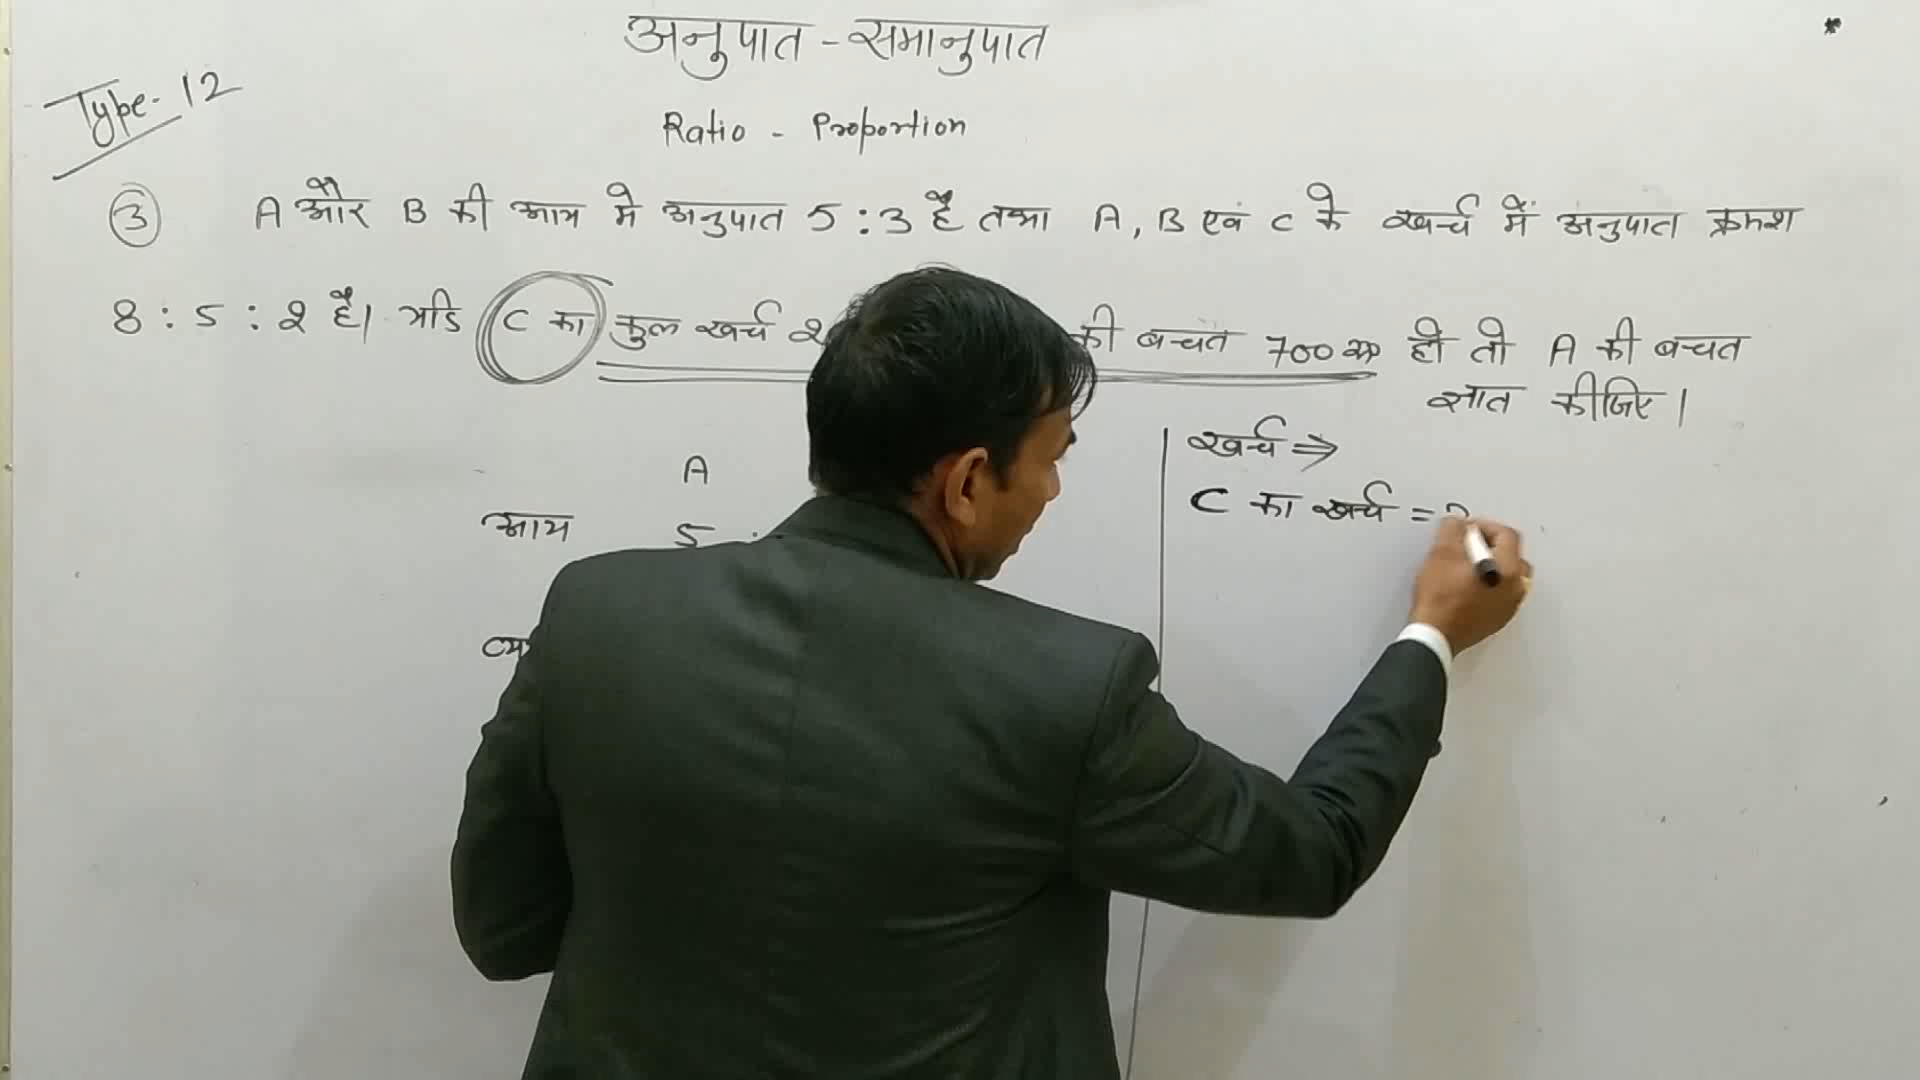 अनुपात - समानुपात
Type- 12
Ratio - Proportion
3 A और B की आय मे अनुपात 5 : 3 है तथा A, B एवं C के खर्च में अनुपात क्रमश
8 : 5 : 2 है। यदि C का कुल खर्च 2 की बचत 700 रू हो तो A की बचत
ज्ञात कीजिए।
खर्च ⇒
A
C का खर्च =
आय 5 :